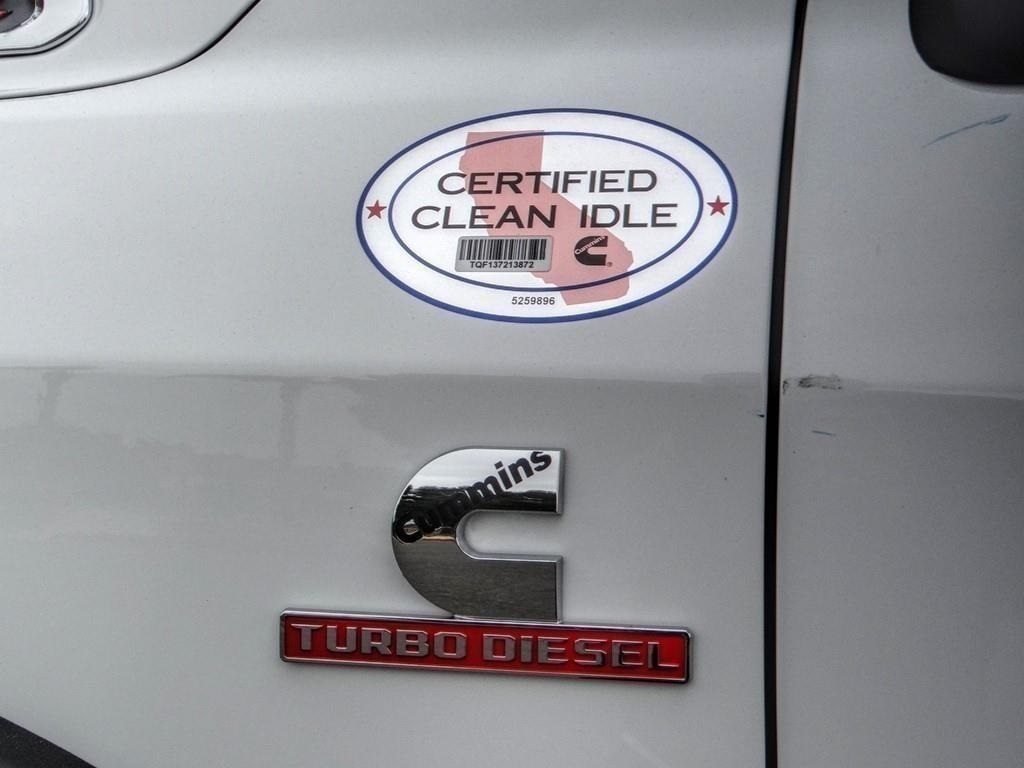 CERTIFIED
CLEAN IDLE
TQF137213872
Cummins
®
5259896
Cummins
TURBO DIESEL